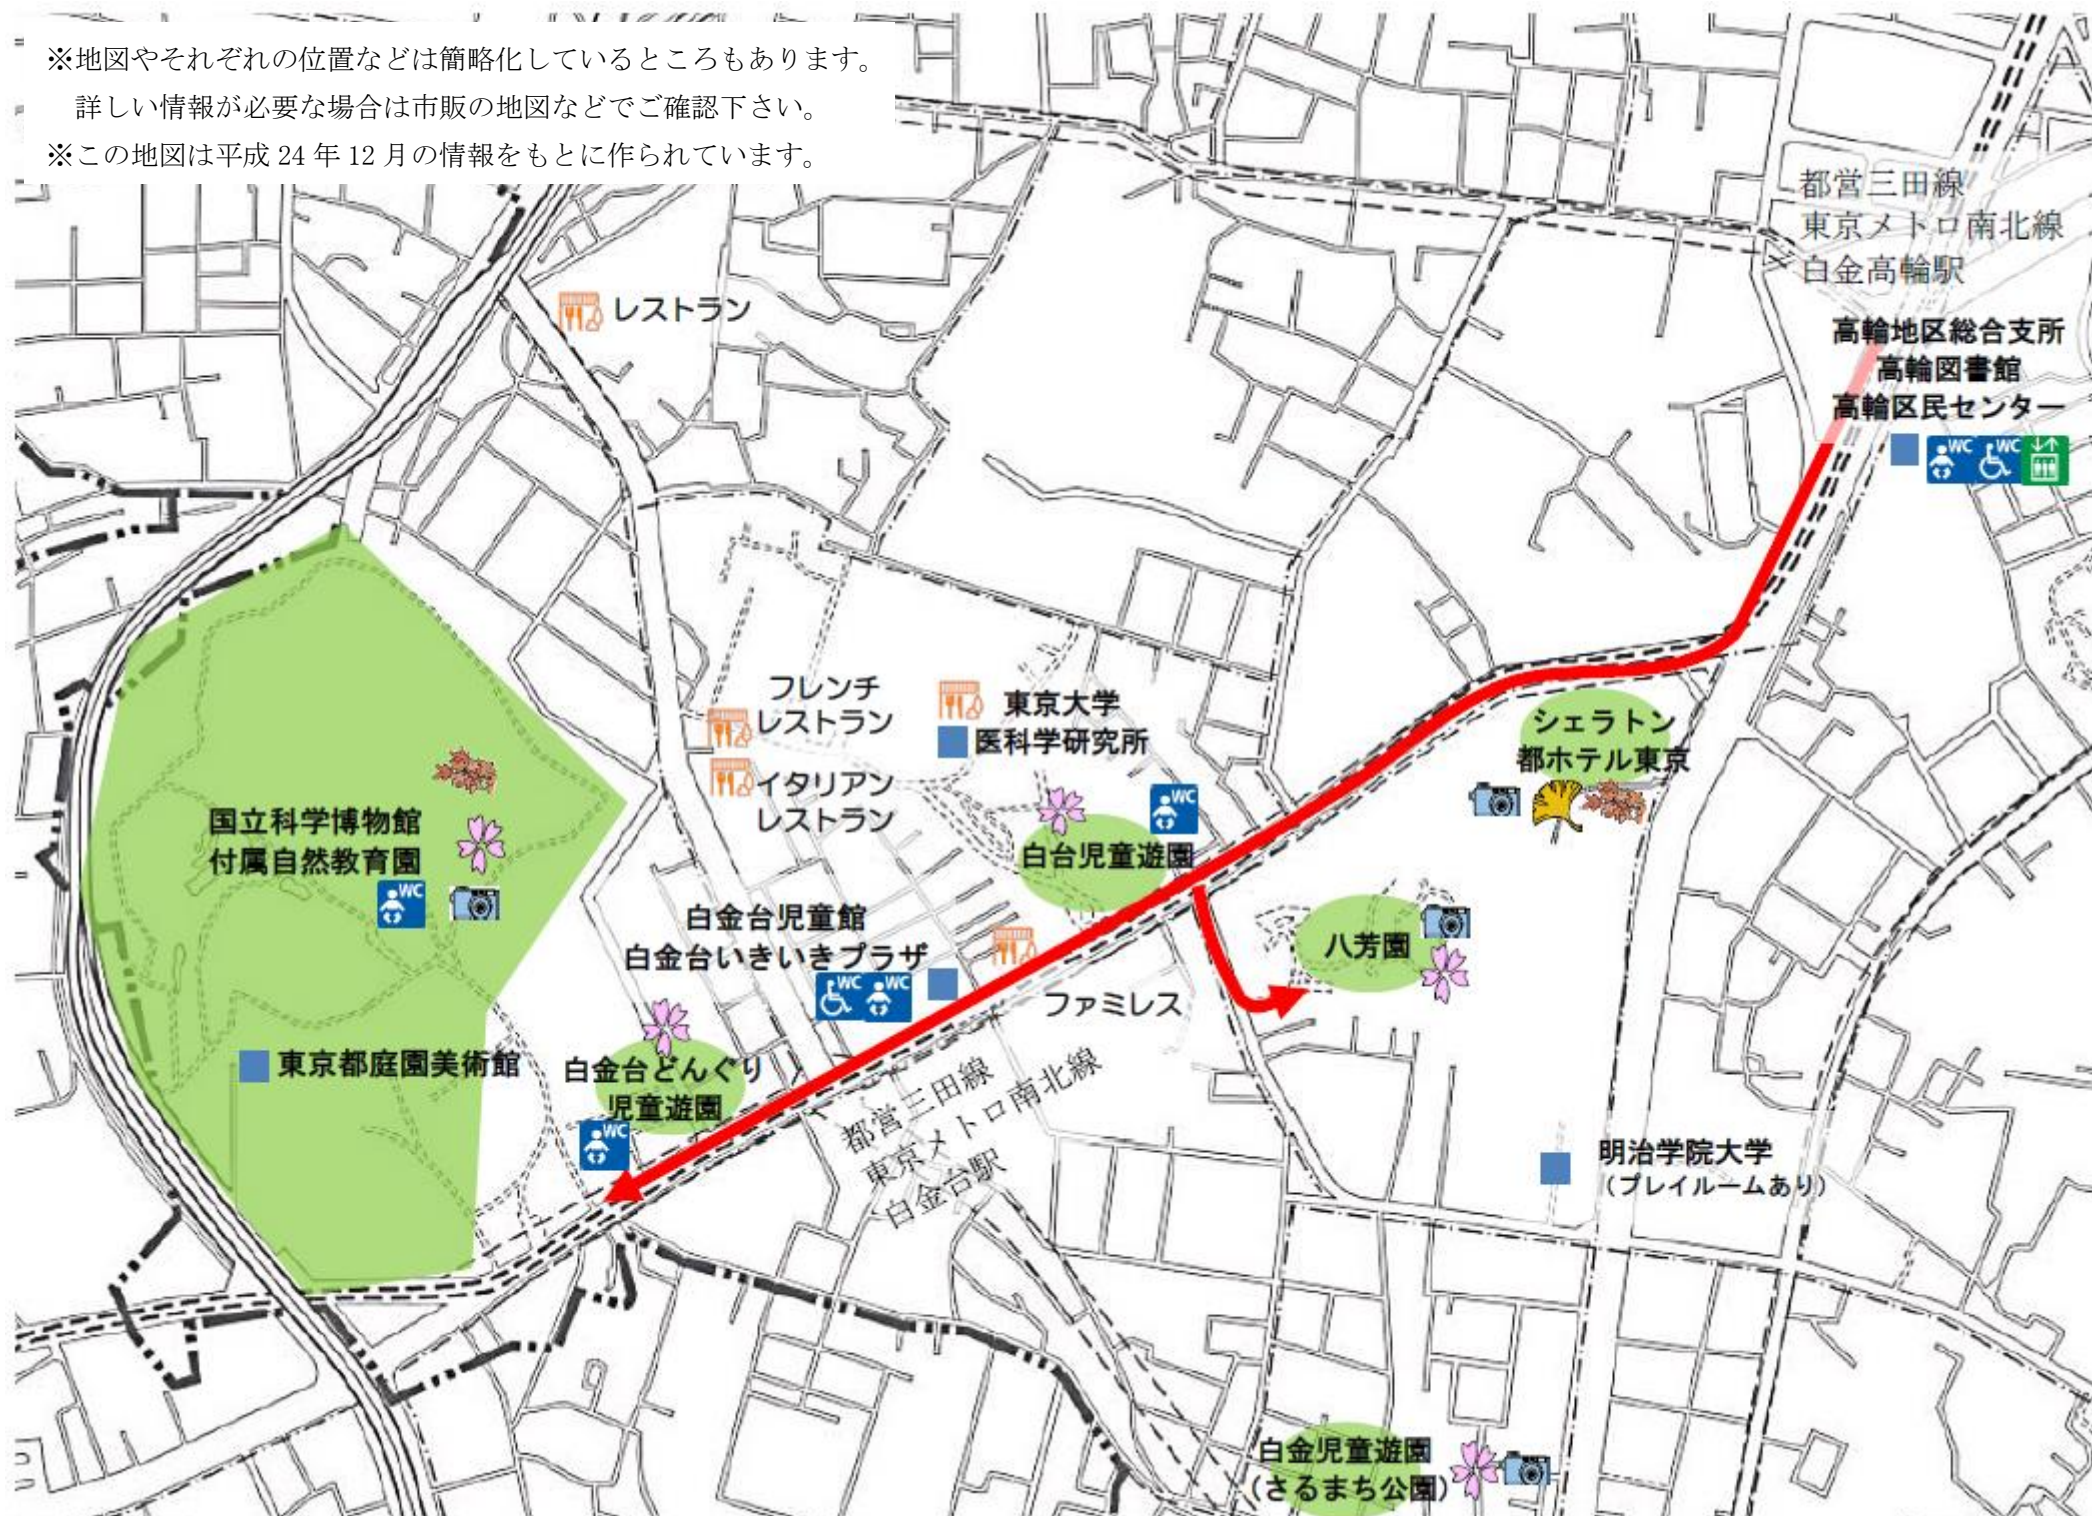 ※地図やそれぞれの位置などは簡略化しているところもあります。
詳しい情報が必要な場合は市販の地図などでご確認下さい。
※この地図は平成 24 年 12 月の情報をもとに作られています。
都営三田線
東京メトロ南北線
白金高輪駅
レストラン
高輪地区総合支所
高輪図書館
高輪区民センター
WC
WC
フレンチ
レストラン
東京大学
医科学研究所
シェラトン
都ホテル東京
イタリアン
レストラン
WC
白台児童遊園
国立科学博物館
付属自然教育園
WC
白金台児童館
白金台いきいきプラザ
WC
WC
八芳園
ファミレス
東京都庭園美術館
白金台どんぐり
児童遊園
WC
都営三田線
東京メトロ南北線
白金台駅
明治学院大学
（プレイルームあり）
白金児童遊園
（さるまち公園）